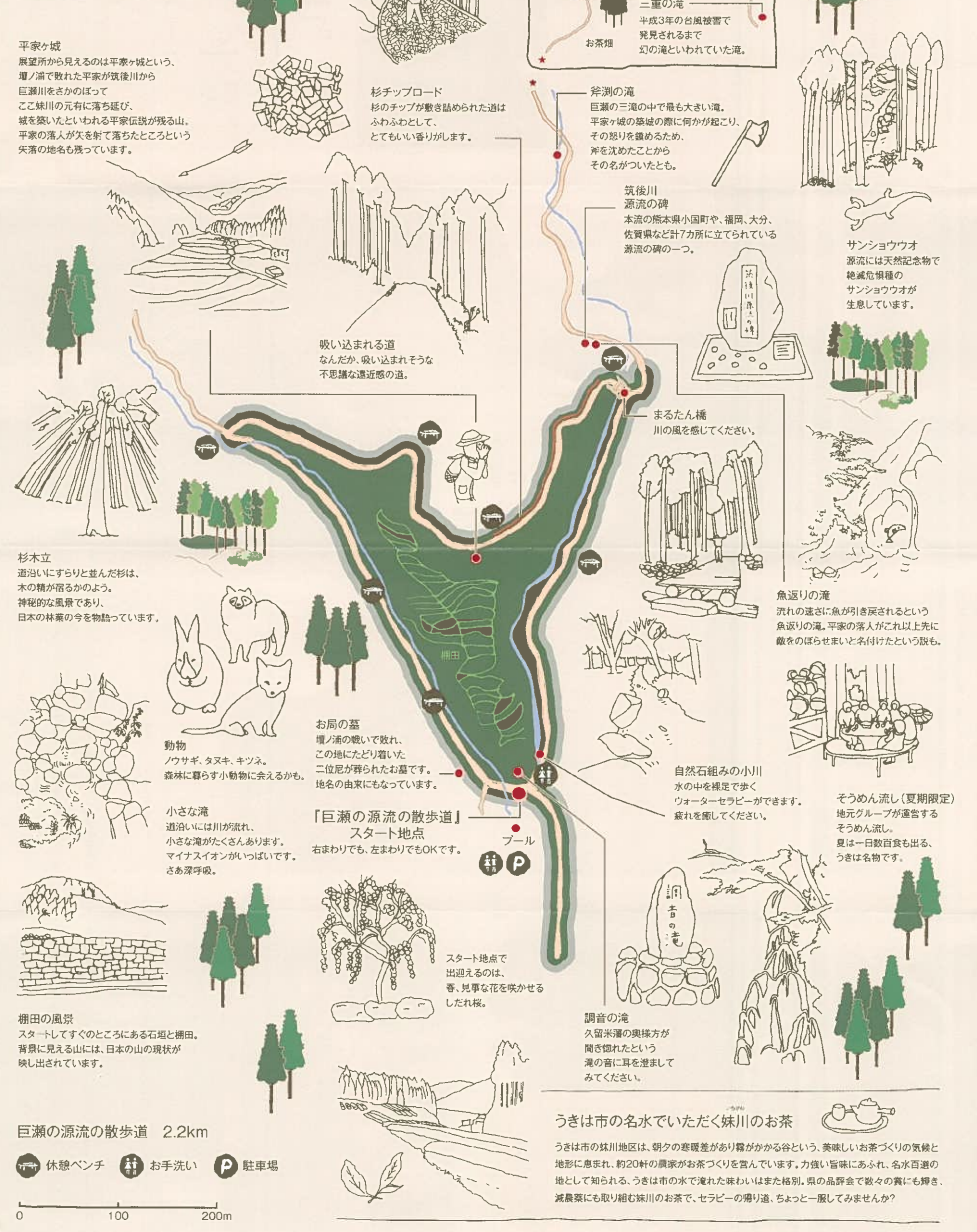 三重の滝
平成3年の台風被害で
発見されるまで
幻の滝といわれていた滝。
お茶畑
平家ヶ城
展望所から見えるのは平家ヶ城という、
壇ノ浦で敗れた平家が筑後川から
巨瀬川をさかのぼって
ここ妹川の元有に落ち延び、
城を築いたといわれる平家伝説が残る山。
平家の落人が矢を射て落ちたところという
矢落の地名も残っています。
杉チップロード
杉のチップが敷き詰められた道は
ふわふわとして、
とてもいい香りがします。
斧渕の滝
巨瀬の三滝の中で最も大きい滝。
平家ヶ城の築城の際に何かが起こり、
その怒りを鎮めるため、
斧を沈めたことから
その名がついたとも。
筑後川
源流の碑
本流の熊本県小国町や、福岡、大分、
佐賀県など計7カ所に立てられている
源流の碑の一つ。
筑後川源流の碑
サンショウウオ
源流には天然記念物で
絶滅危惧種の
サンショウウオが
生息しています。
吸い込まれる道
なんだか、吸い込まれそうな
不思議な遠近感の道。
まるたん橋
川の風を感じてください。
杉木立
道沿いにすらりと並んだ杉は、
木の精が宿るかのよう。
神秘的な風景であり、
日本の林業の今を物語っています。
魚返りの滝
流れの速さに魚が引き戻されるという
魚返りの滝。平家の落人がこれ以上先に
敵をのぼらせまいと名付けたという説も。
棚田
動物
ノウサギ、タヌキ、キツネ。
森林に暮らす小動物に会えるかも。
お局の墓
壇ノ浦の戦いで敗れ、
この地にたどり着いた
二位尼が葬られたお墓です。
地名の由来にもなっています。
自然石組みの小川
水の中を裸足で歩く
ウォーターセラピーができます。
疲れを癒してください。
そうめん流し(夏期限定)
地元グループが運営する
そうめん流し。
夏は一日数百食も出る、
うきは名物です。
小さな滝
道沿いには川が流れ、
小さな滝がたくさんあります。
マイナスイオンがいっぱいです。
さあ深呼吸。
『巨瀬の源流の散歩道』
スタート地点
右まわりでも、左まわりでもOKです。
プール
P
調音の滝
スタート地点で
出迎えるのは、
春、見事な花を咲かせる
しだれ桜。
棚田の風景
スタートしてすぐのところにある石垣と棚田。
背景に見える山には、日本の山の現状が
映し出されています。
調音の滝
久留米藩の奥様方が
聞き惚れたという
滝の音に耳を澄まして
みてください。
巨瀬の源流の散歩道 2.2km
休憩ベンチ お手洗い P 駐車場
0 100 200m
うきは市の名水でいただく妹川のお茶
うきは市の妹川地区は、朝夕の寒暖差があり霧がかかる谷という、美味しいお茶づくりの気候と
地形に恵まれ、約20軒の農家がお茶づくりを営んでいます。力強い旨味にあふれ、名水百選の
地として知られる、うきは市の水で淹れた味わいはまた格別。県の品評会で数々の賞にも輝き、
減農薬にも取り組む妹川のお茶で、セラピーの帰り道、ちょっと一服してみませんか?